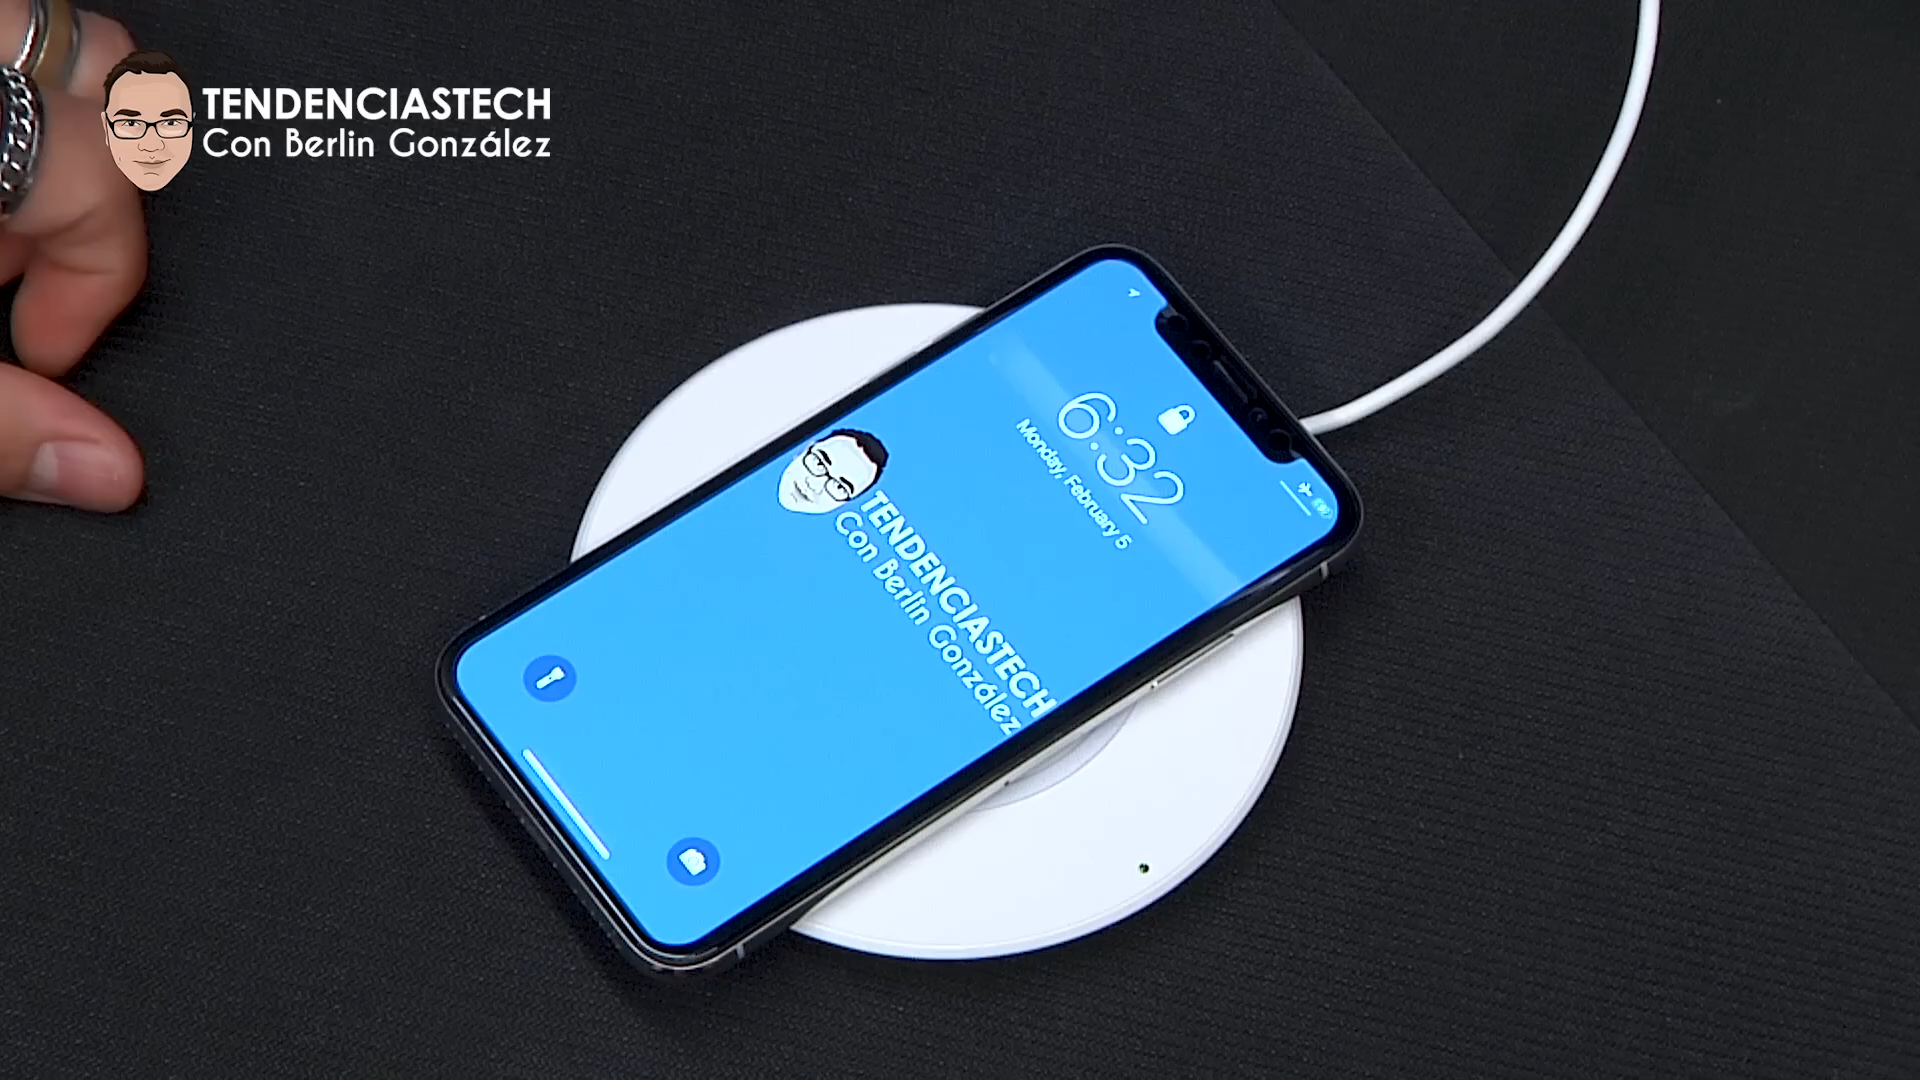 TENDENCIASTECH
Con Berlin González
6:32
Monday, February 5
TENDENCIASTECH
Con Berlin González